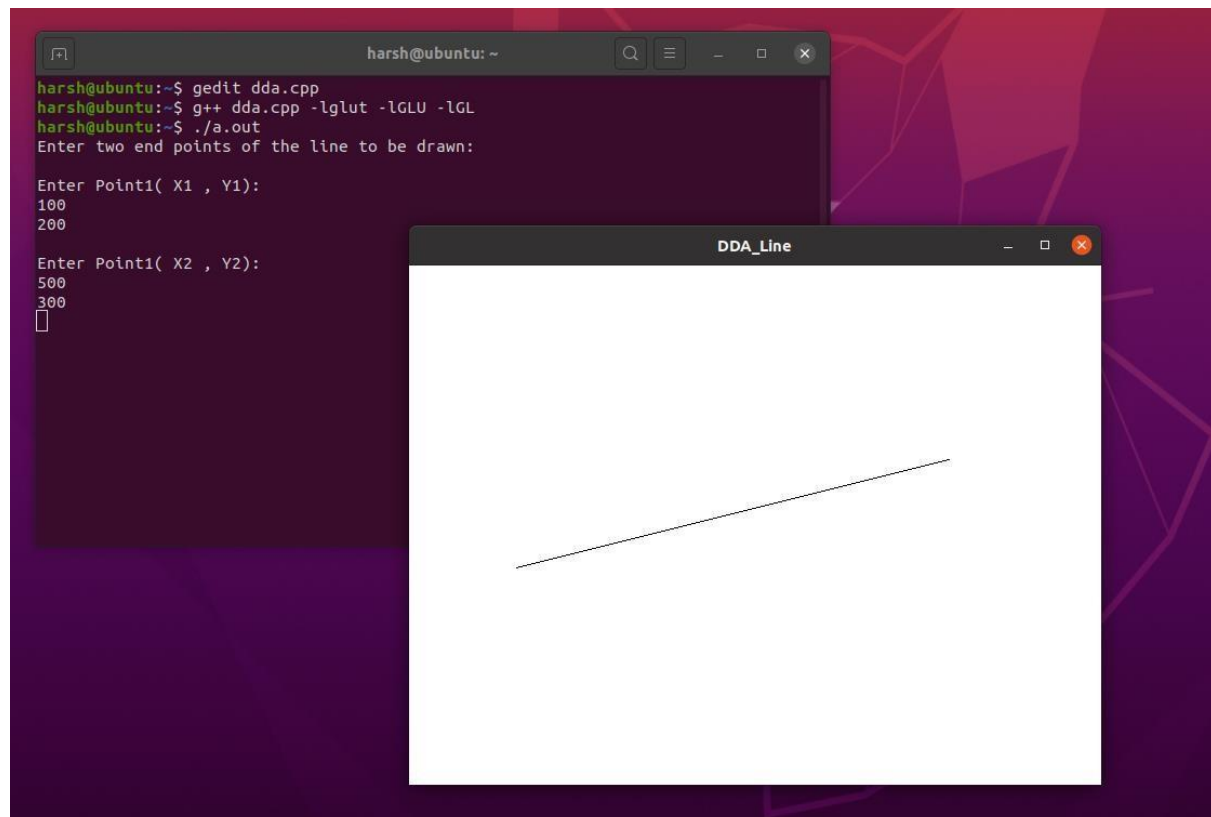 harsh@ubuntu: ~
harsh@ubuntu:~$ gedit dda.cpp
harsh@ubuntu:~$ g++ dda.cpp -lglut -lGLU -lGL
harsh@ubuntu:~$ ./a.out
Enter two end points of the line to be drawn:
Enter Point1( X1 , Y1):
100
200
Enter Point1( X2 , Y2):
500
300
DDA_Line